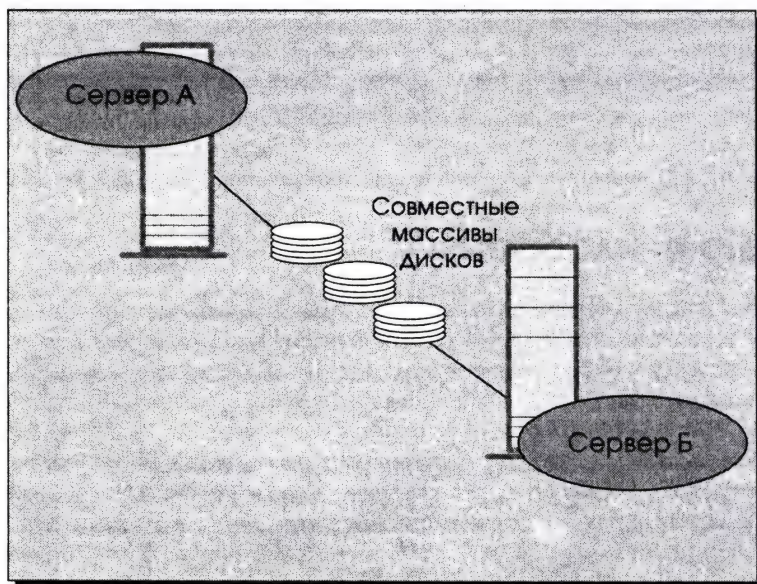 Сервер А
Совместные
массивы
дисков
Сервер Б